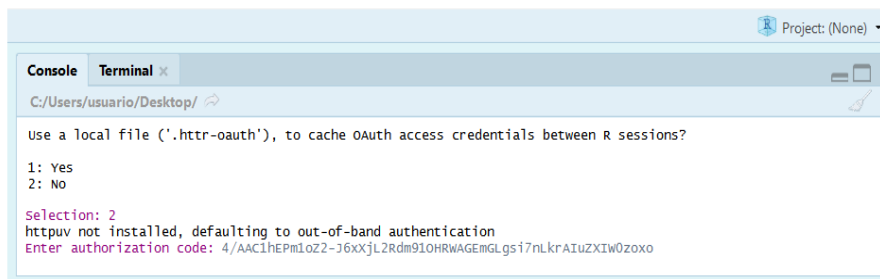 Project: (None)
Console Terminal
C:/Users/usuario/Desktop/
Use a local file ('.httr-oauth'), to cache OAuth access credentials between R sessions?
1: Yes
2: No
Selection: 2
httpuv not installed, defaulting to out-of-band authentication
Enter authorization code: 4/AAC1hEPm1oZ2-J6xXjL2Rdm91OHRWAGEmGLgsi7nLkrAIuZXIW0zoxo